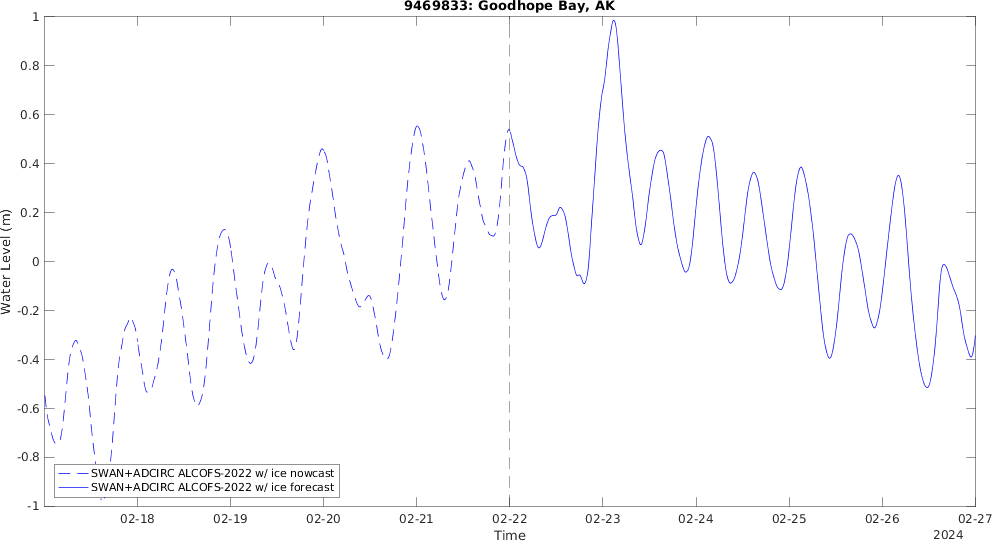 9469833: Goodhope Bay, AK
Water Level (m)
1
0.8
0.6
0.4
0.2
0
-0.2
-0.4
-0.6
-0.8
-1
SWAN+ADCIRC ALCOFS-2022 w/ ice nowcast
SWAN+ADCIRC ALCOFS-2022 w/ ice forecast
02-18 02-19 02-20 02-21 02-22 02-23 02-24 02-25 02-26 02-27
Time
2024